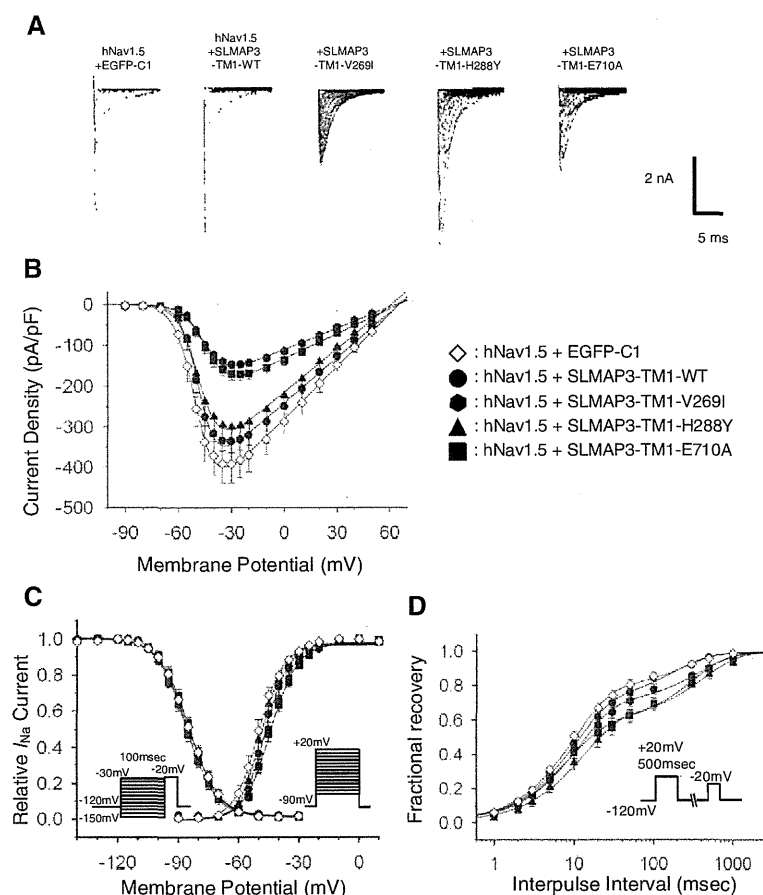 A
hNav1.5
+EGFP-C1
hNav1.5
+SLMAP3
-TM1-WT
+SLMAP3
-TM1-V269I
+SLMAP3
-TM1-H288Y
+SLMAP3
-TM1-E710A
2 nA
5 ms
B
Current Density (pA/pF)
0
-100
-200
-300
-400
-500
-90 -60 -30 0 30 60
Membrane Potential (mV)
: hNav1.5 + EGFP-C1
: hNav1.5 + SLMAP3-TM1-WT
: hNav1.5 + SLMAP3-TM1-V269I
: hNav1.5 + SLMAP3-TM1-H288Y
: hNav1.5 + SLMAP3-TM1-E710A
C
Relative INa Current
1.0
0.8
0.6
0.4
0.2
0.0
100msec
-30mV
-20mV
-120mV
-150mV
+20mV
-90mV
-120 -90 -60 -30 0
Membrane Potential (mV)
D
Fractional recovery
1.0
0.8
0.6
0.4
0.2
0.0
+20mV
500msec
-20mV
-120mV
1 10 100 1000
Interpulse Interval (msec)